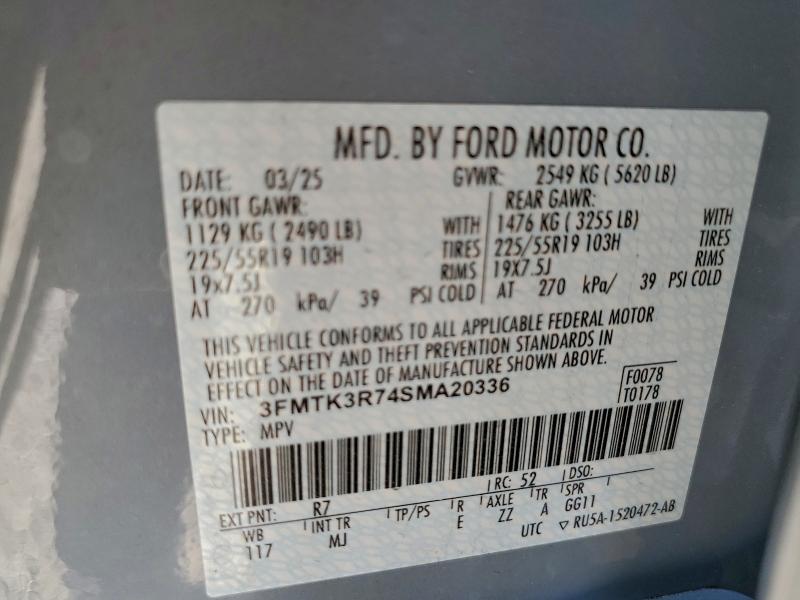 MFD. BY FORD MOTOR CO.
DATE: 03/25 GVWR: 2549 KG ( 5620 LB)
FRONT GAWR: REAR GAWR:
1129 KG ( 2490 LB) WITH 1476 KG ( 3255 LB) WITH
225/55R19 103H TIRES 225/55R19 103H TIRES
19x7.5J RIMS 19X7.5J RIMS
AT 270 kPa/ 39 PSI COLD AT 270 kPa/ 39 PSI COLD
THIS VEHICLE CONFORMS TO ALL APPLICABLE FEDERAL MOTOR
VEHICLE SAFETY AND THEFT PREVENTION STANDARDS IN
EFFECT ON THE DATE OF MANUFACTURE SHOWN ABOVE.
VIN: 3FMTK3R74SMA20336 F0078
TYPE: MPV T0178
EXT PNT: R7 RC: 52 DSO:
WB INT TR TP/PS R AXLE TR SPR
117 MJ E ZZ A GG11
UTC ▽ RU5A-1520472-AB